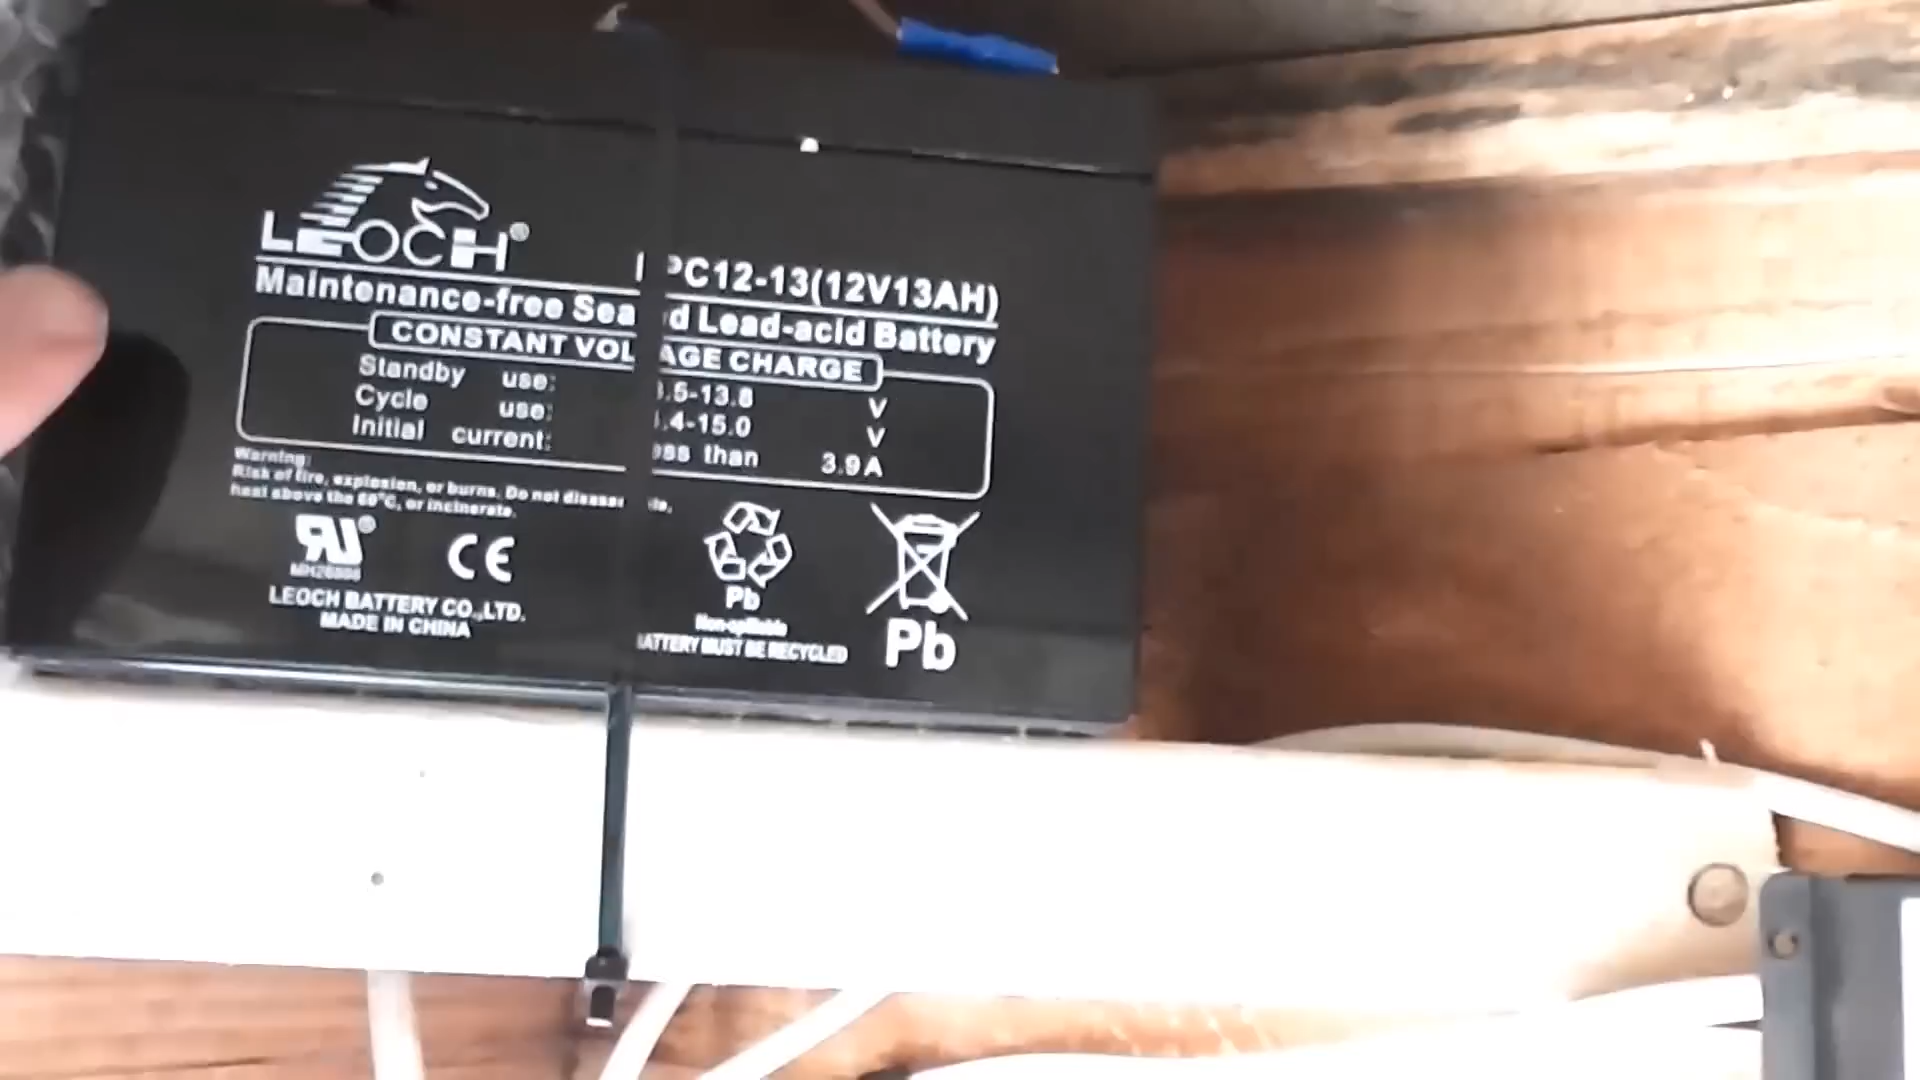 LEOCH®
PC12-13(12V13AH)
Maintenance-free Sea d Lead-acid Battery
CONSTANT VOL AGE CHARGE
Standby use: .5-13.8 V
Cycle use: .4-15.0 V
Initial current: ess than 3.9A
Warning:
Risk of fire, explosion, or burns. Do not disasse
heat above the 60°C, or incinerate.
CE
LEOCH BATTERY CO.,LTD.
MADE IN CHINA
Pb
Non-spillable
BATTERY MUST BE RECYCLED
Pb